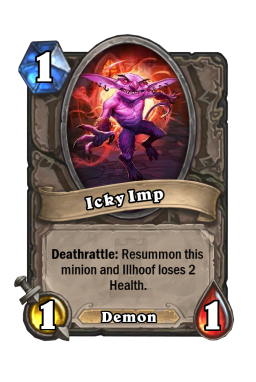 1
Icky Imp
Deathrattle: Resummon this
minion and Illhoof loses 2
Health.
1
Demon
1